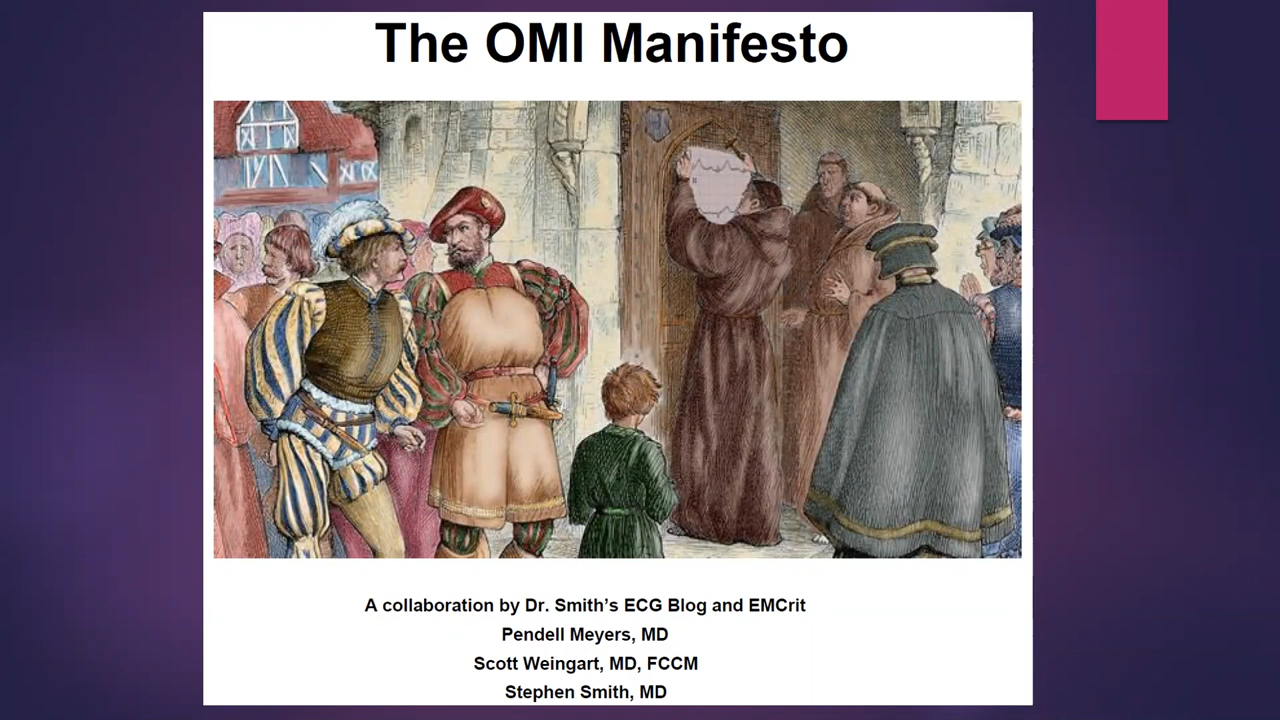 The OMI Manifesto
A collaboration by Dr. Smith’s ECG Blog and EMCrit
Pendell Meyers, MD
Scott Weingart, MD, FCCM
Stephen Smith, MD